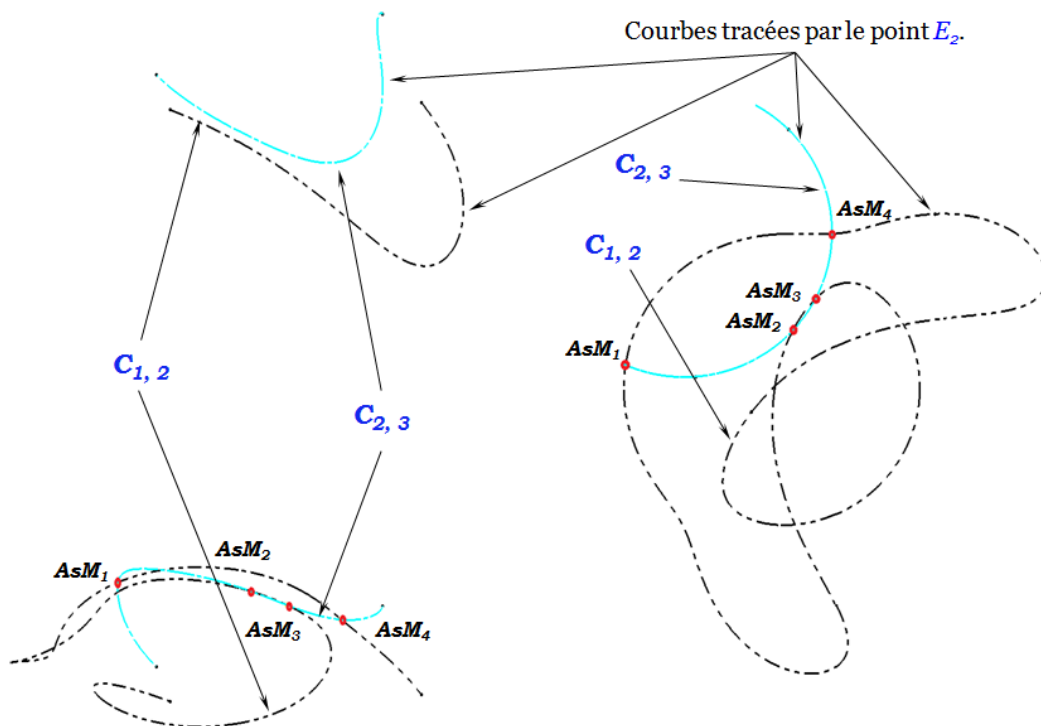 Courbes tracées par le point E2.
C2, 3
AsM4
C1, 2
AsM3
AsM2
AsM1
C1, 2
C2, 3
AsM2
AsM1
AsM3
AsM4